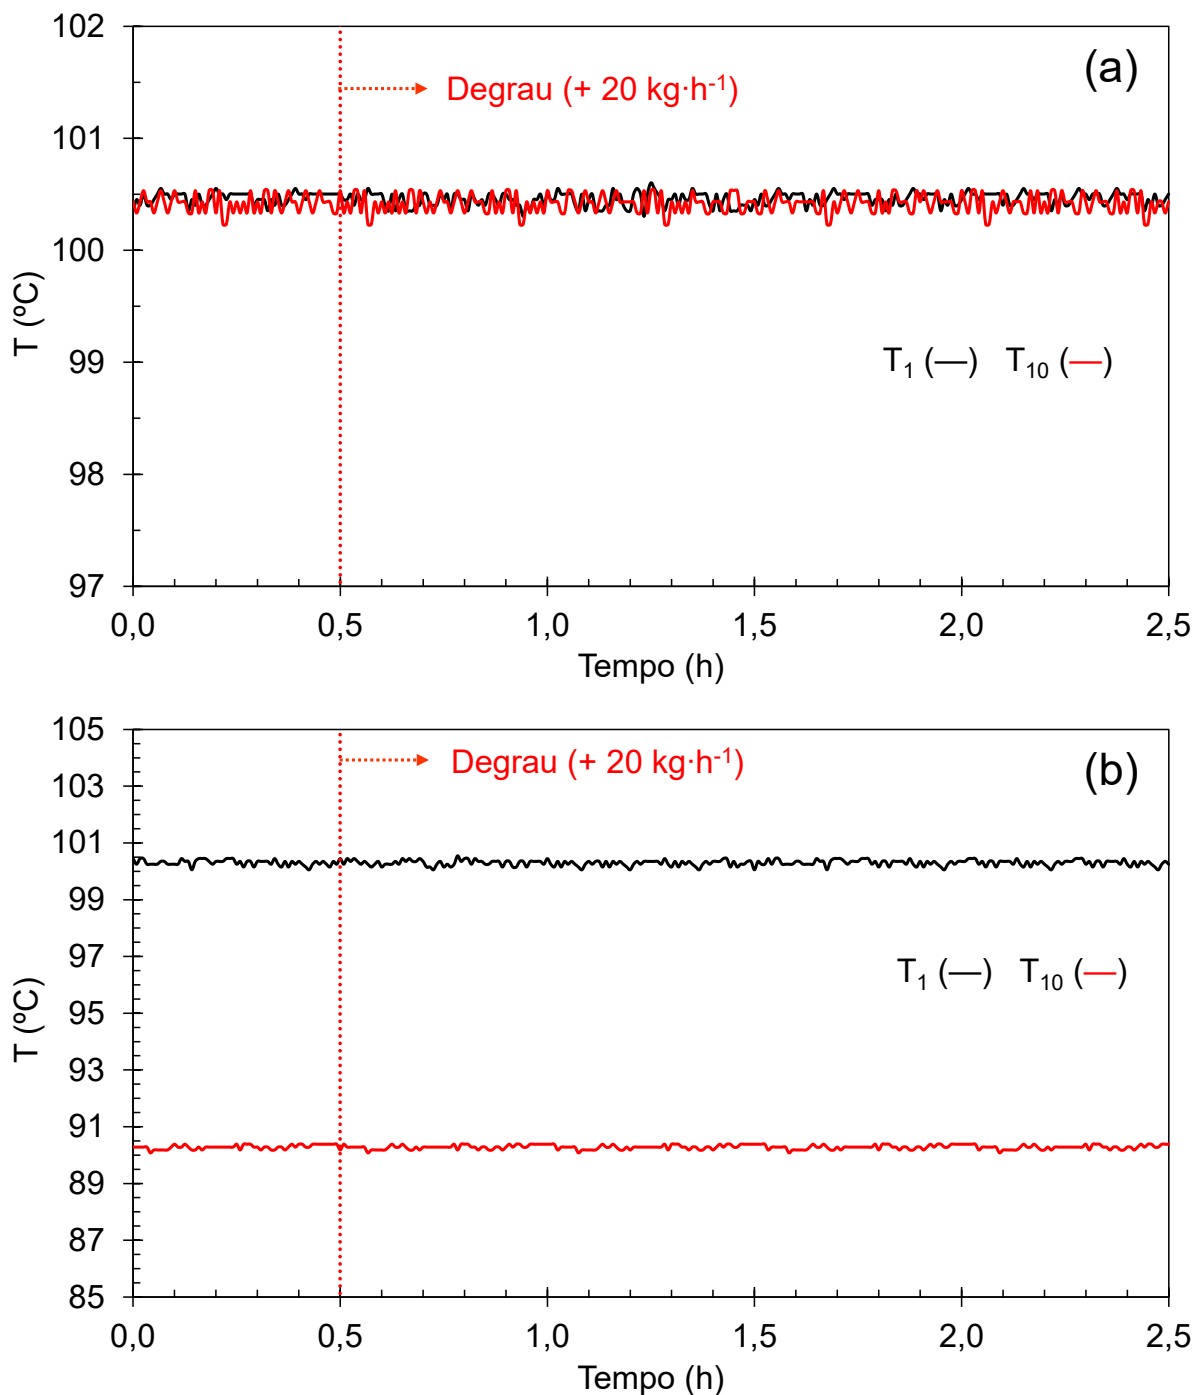 102
(a)
Degrau (+ 20 kg·h⁻¹)
101
100
T (ºC)
99
T₁ (—) T₁₀ (—)
98
97
0,0 0,5 1,0 1,5 2,0 2,5
Tempo (h)
105
(b)
Degrau (+ 20 kg·h⁻¹)
103
101
99
97
T₁ (—) T₁₀ (—)
95
T (ºC)
93
91
89
87
85
0,0 0,5 1,0 1,5 2,0 2,5
Tempo (h)